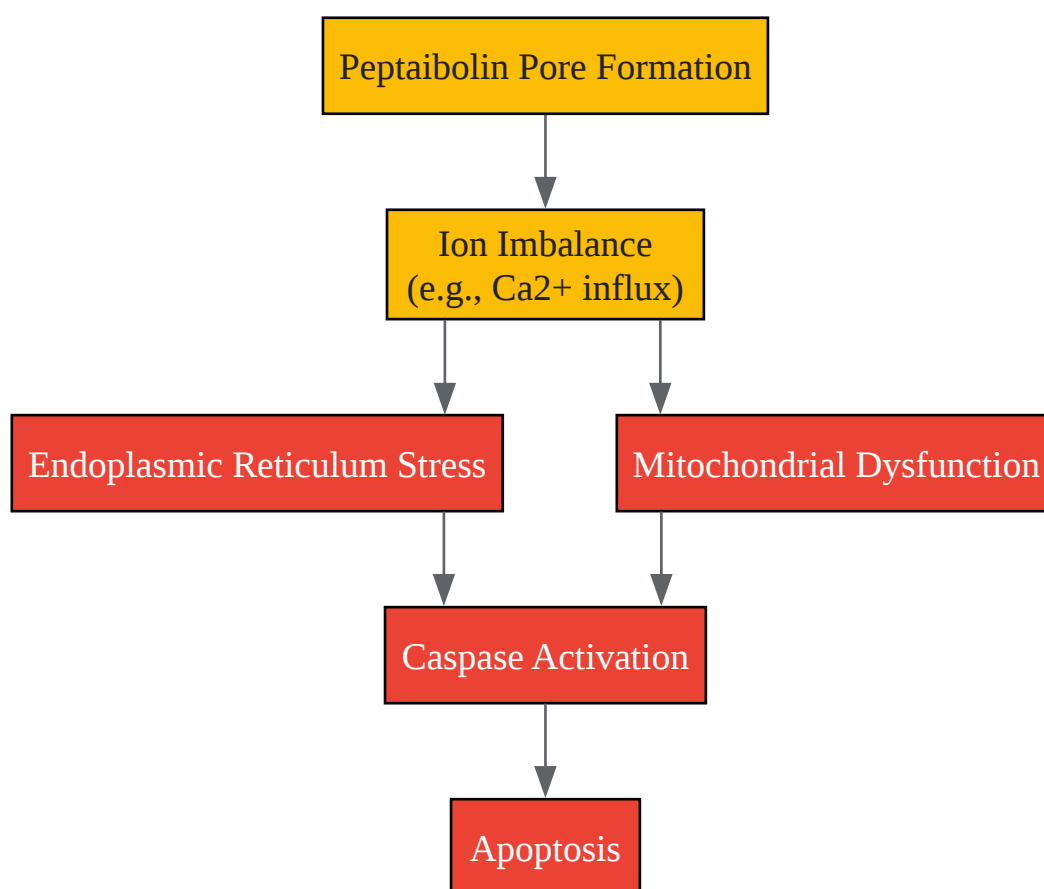 Peptaibolin Pore Formation
Ion Imbalance
(e.g., Ca2+ influx)
Endoplasmic Reticulum Stress
Mitochondrial Dysfunction
Caspase Activation
Apoptosis